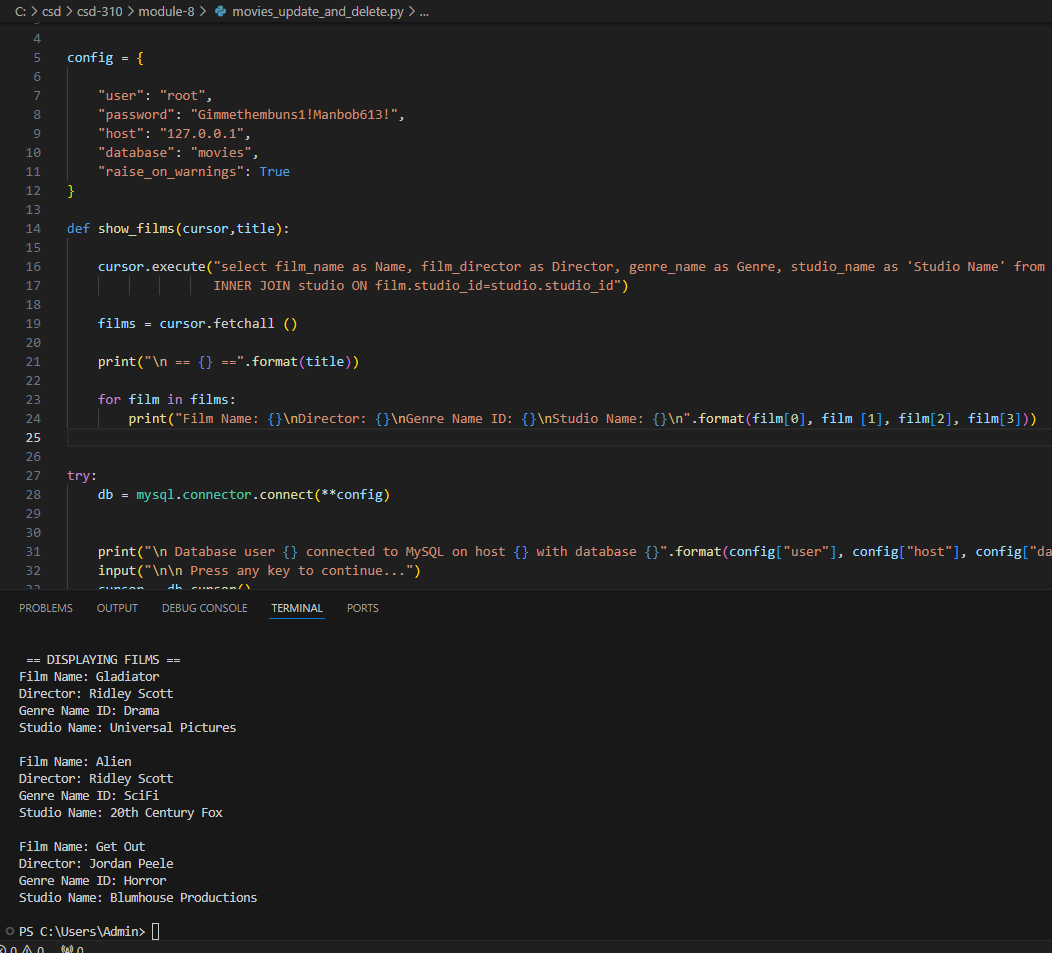 C: > csd > csd-310 > module-8 > movies_update_and_delete.py > ...
4
5 config = {
6
7 "user": "root",
8 "password": "Gimmethembuns1!Manbob613!",
9 "host": "127.0.0.1",
10 "database": "movies",
11 "raise_on_warnings": True
12 }
13
14 def show_films(cursor,title):
15
16 cursor.execute("select film_name as Name, film_director as Director, genre_name as Genre, studio_name as 'Studio Name' from
17 INNER JOIN studio ON film.studio_id=studio.studio_id")
18
19 films = cursor.fetchall ()
20
21 print("\n == {} ==".format(title))
22
23 for film in films:
24 print("Film Name: {}\nDirector: {}\nGenre Name ID: {}\nStudio Name: {}\n".format(film[0], film [1], film[2], film[3]))
25
26
27 try:
28 db = mysql.connector.connect(**config)
29
30
31 print("\n Database user {} connected to MySQL on host {} with database {}".format(config["user"], config["host"], config["da
32 input("\n\n Press any key to continue...")
33 cursor = db.cursor()
PROBLEMS OUTPUT DEBUG CONSOLE TERMINAL PORTS
== DISPLAYING FILMS ==
Film Name: Gladiator
Director: Ridley Scott
Genre Name ID: Drama
Studio Name: Universal Pictures
Film Name: Alien
Director: Ridley Scott
Genre Name ID: SciFi
Studio Name: 20th Century Fox
Film Name: Get Out
Director: Jordan Peele
Genre Name ID: Horror
Studio Name: Blumhouse Productions
PS C:\Users\Admin>
0 0 0